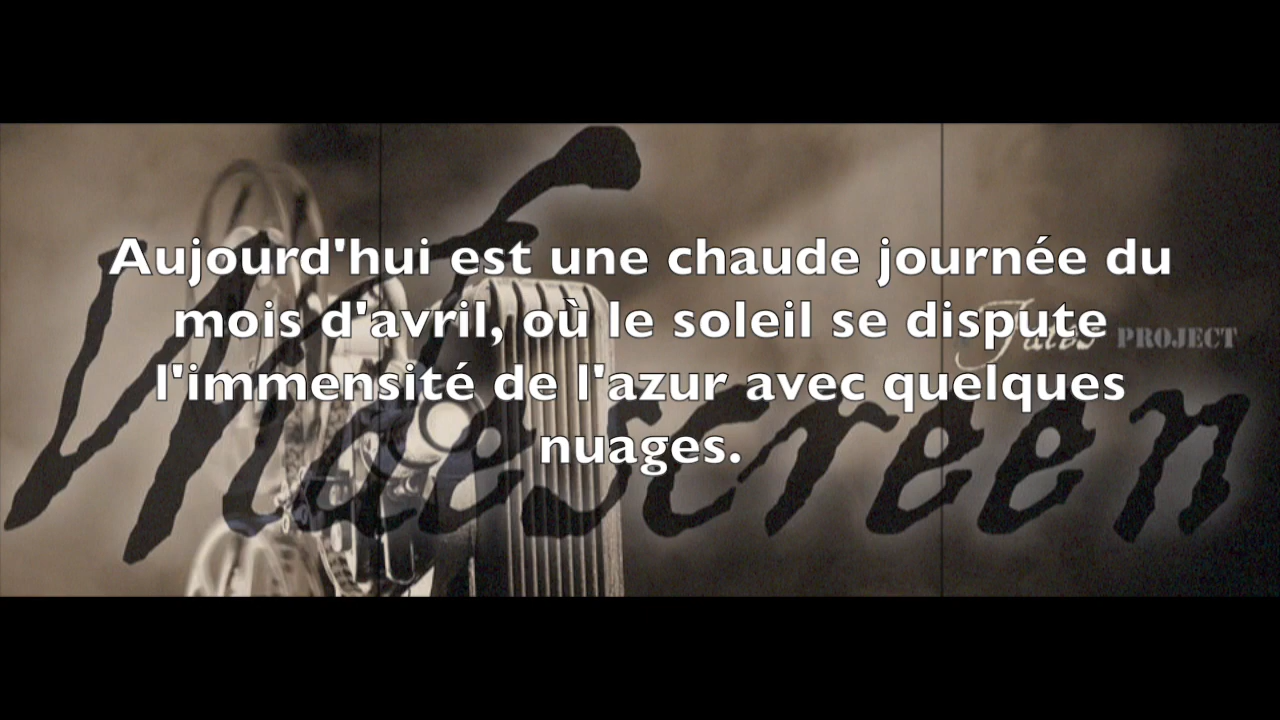 Aujourd'hui est une chaude journée du
mois d'avril, où le soleil se dispute
l'immensité de l'azur avec quelques
nuages.
PROJECT